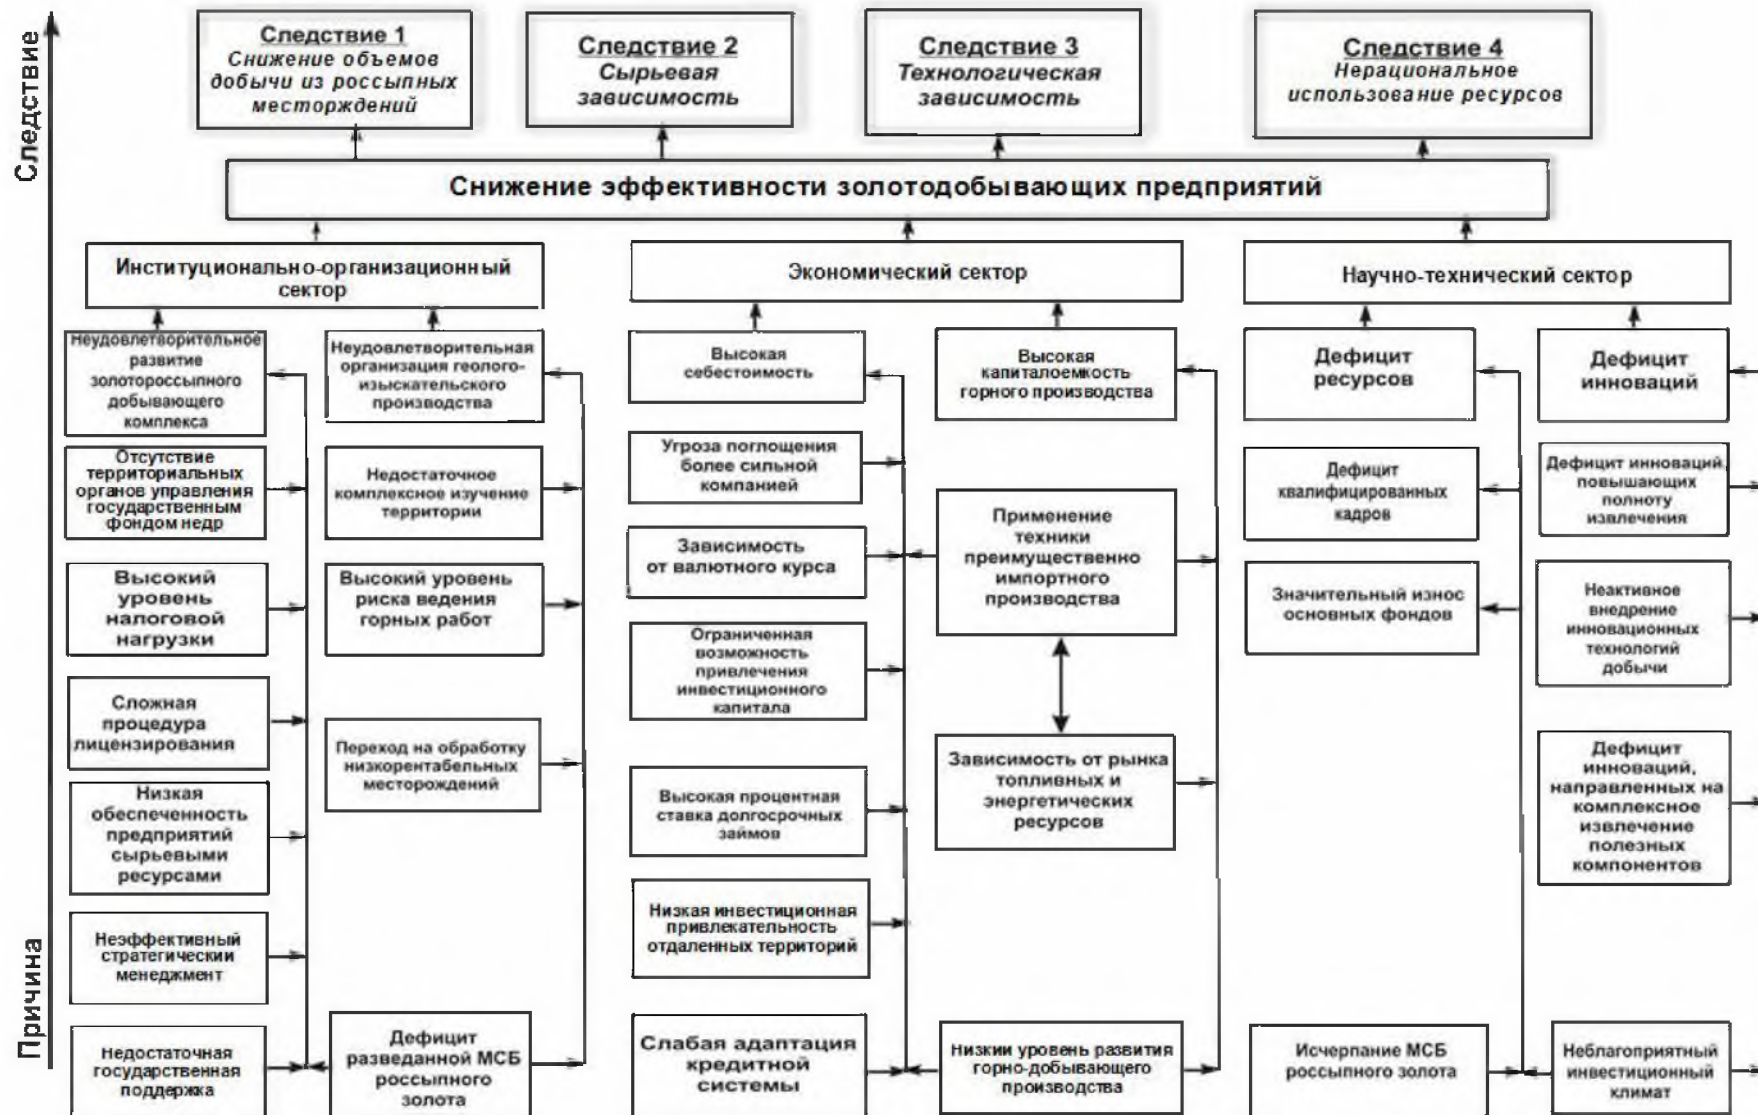 Следствие
Причина
Следствие 1
Снижение объемов
добычи из россыпных
месторждений
Следствие 2
Сырьевая
зависимость
Следствие 3
Технологическая
зависимость
Следствие 4
Нерациональное
использование ресурсов
Снижение эффективности золотодобывающих предприятий
Институционально-организационный
сектор
Экономический сектор
Научно-технический сектор
Неудовлетворительное
развитие
золотороссыпного
добывающего
комплекса
Отсутствие
территориальных
органов управления
государственным
фондом недр
Высокий
уровень
налоговой
нагрузки
Сложная
процедура
лицензирования
Низкая
обеспеченность
предприятий
сырьевыми
ресурсами
Неэффективный
стратегический
менеджмент
Недостаточная
государственная
поддержка
Неудовлетворительная
организация геолого-
изыскательского
производства
Недостаточное
комплексное изучение
территории
Высокий уровень
риска ведения
горных работ
Переход на обработку
низкорентабельных
месторождений
Дефицит
разведанной МСБ
россыпного
золота
Высокая
себестоимость
Угроза поглощения
более сильной
компанией
Зависимость
от валютного курса
Ограниченная
возможность
привлечения
инвестиционного
капитала
Высокая процентная
ставка долгосрочных
займов
Низкая инвестиционная
привлекательность
отдаленных территорий
Слабая адаптация
кредитной
системы
Высокая
капиталоемкость
горного производства
Применение
техники
преимущественно
импортного
производства
Зависимость от рынка
топливных и
энергетических
ресурсов
Низкий уровень развития
горно-добывающего
производства
Дефицит
ресурсов
Дефицит
квалифицированных
кадров
Значительный износ
основных фондов
Исчерпание МСБ
россыпного золота
Дефицит
инноваций
Дефицит инноваций,
повышающих
полноту
извлечения
Неактивное
внедрение
инновационных
технологий
добычи
Дефицит
инноваций,
направленных на
комплексное
извлечение
полезных
компонентов
Неблагоприятный
инвестиционный
климат